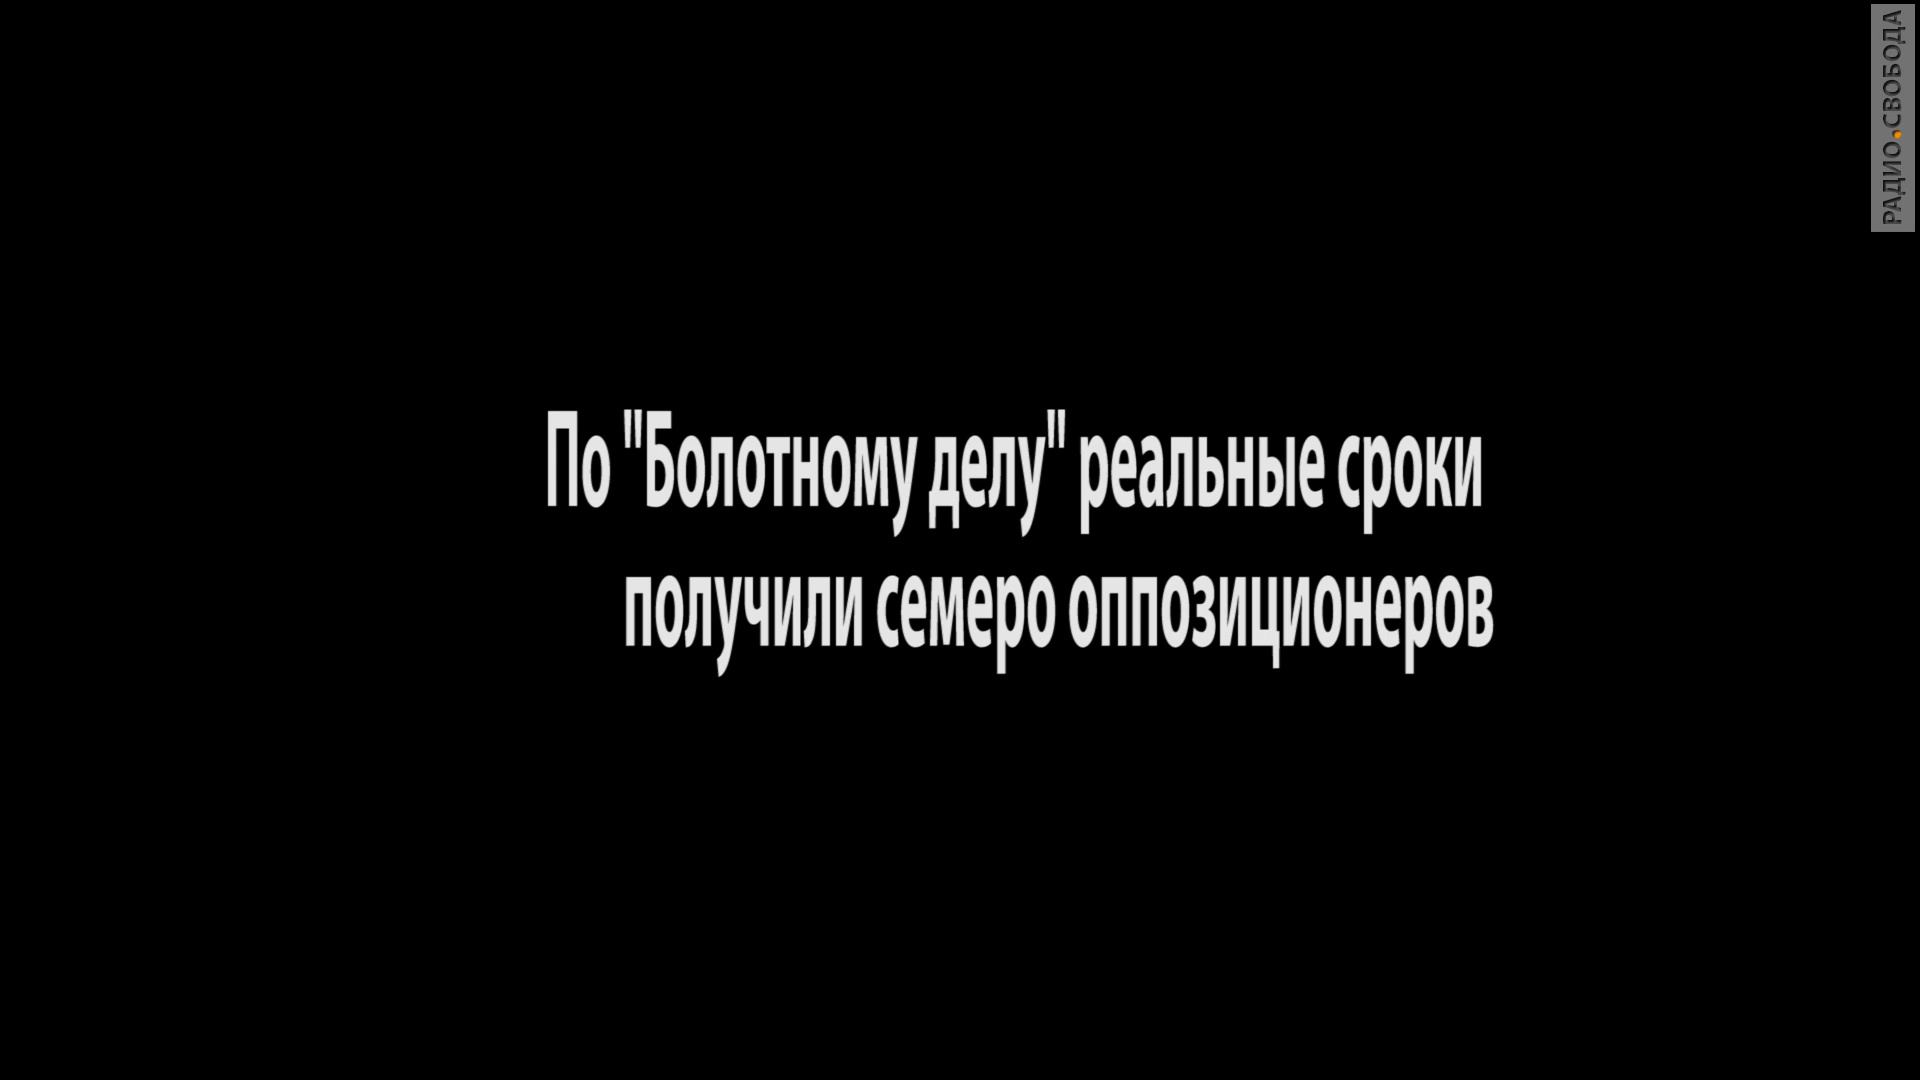 По "Болотному делу" реальные сроки
получили семеро оппозиционеров
РАДИО СВОБОДА